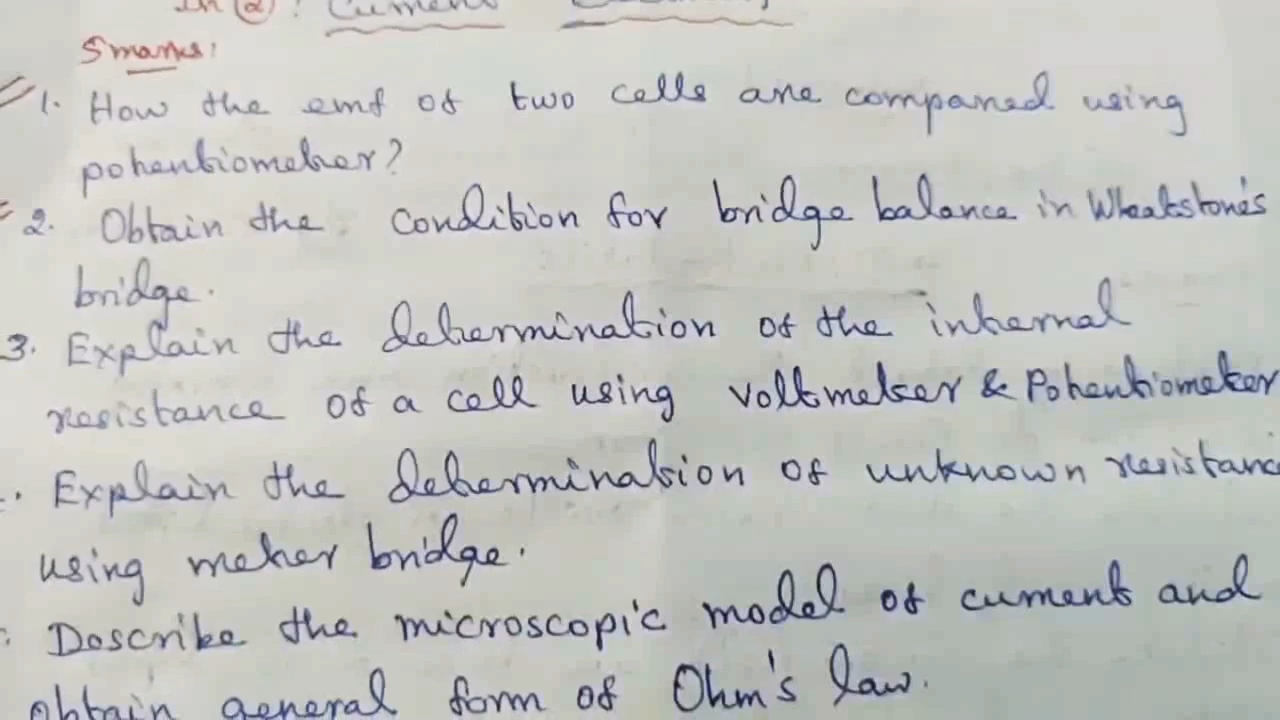 5marks:
1. How the emf of two cells are compared using
potentiometer?
2. Obtain the condition for bridge balance in Wheatstone's
bridge.
3. Explain the determination of the internal
resistance of a cell using voltmeter & Potentiometer
Explain the determination of unknown resistanc
using meter bridge.
Describe the microscopic model of current and
obtain general form of Ohm's law.